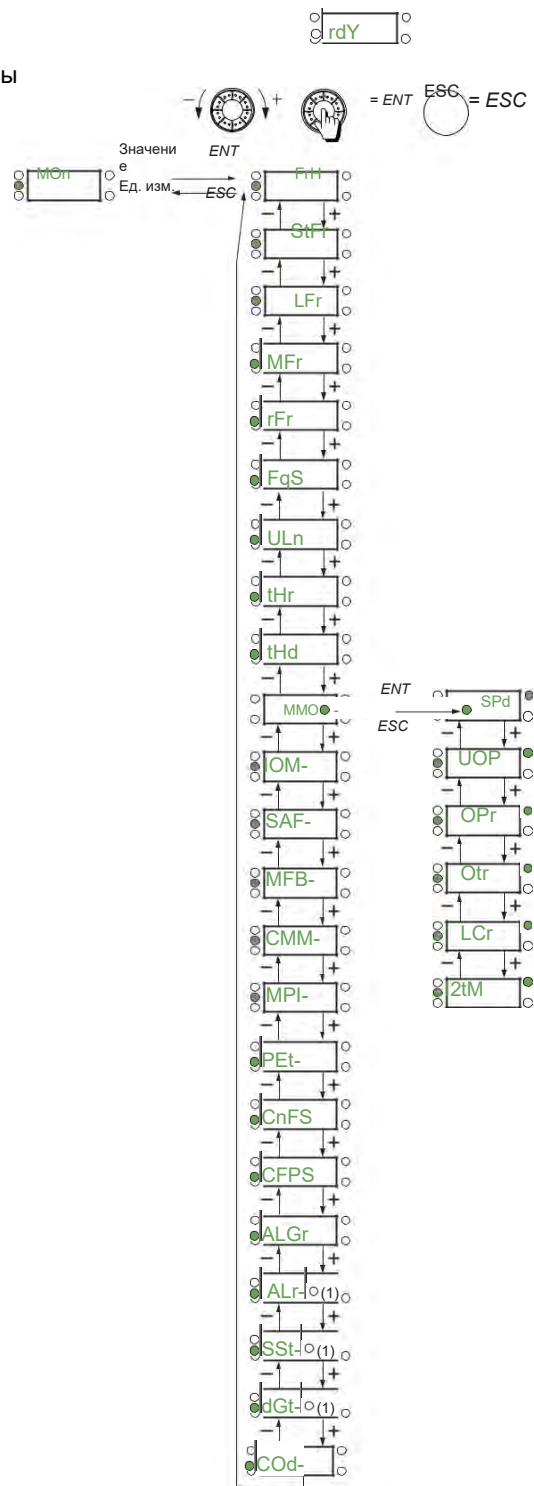 rdY
ы
− + = ENT ESC = ESC
MOn Значени
е
Ед. изм. ENT
ESC FrH
− +
StFr
− +
LFr
− +
MFr
− +
rFr
− +
FqS
− +
ULn
− +
tHr
− +
tHd
− +
MMO - ENT
ESC SPd
− +
IOM-
− +
SAF-
− +
MFB-
− +
CMM-
− +
MPI-
− +
PEt-
− +
CnFS
− +
CFPS
− +
ALGr
− +
ALr- (1)
− +
SSt- (1)
− +
dGt- (1)
− +
COd-
− +
UOP
− +
OPr
− +
Otr
− +
LCr
− +
2tM